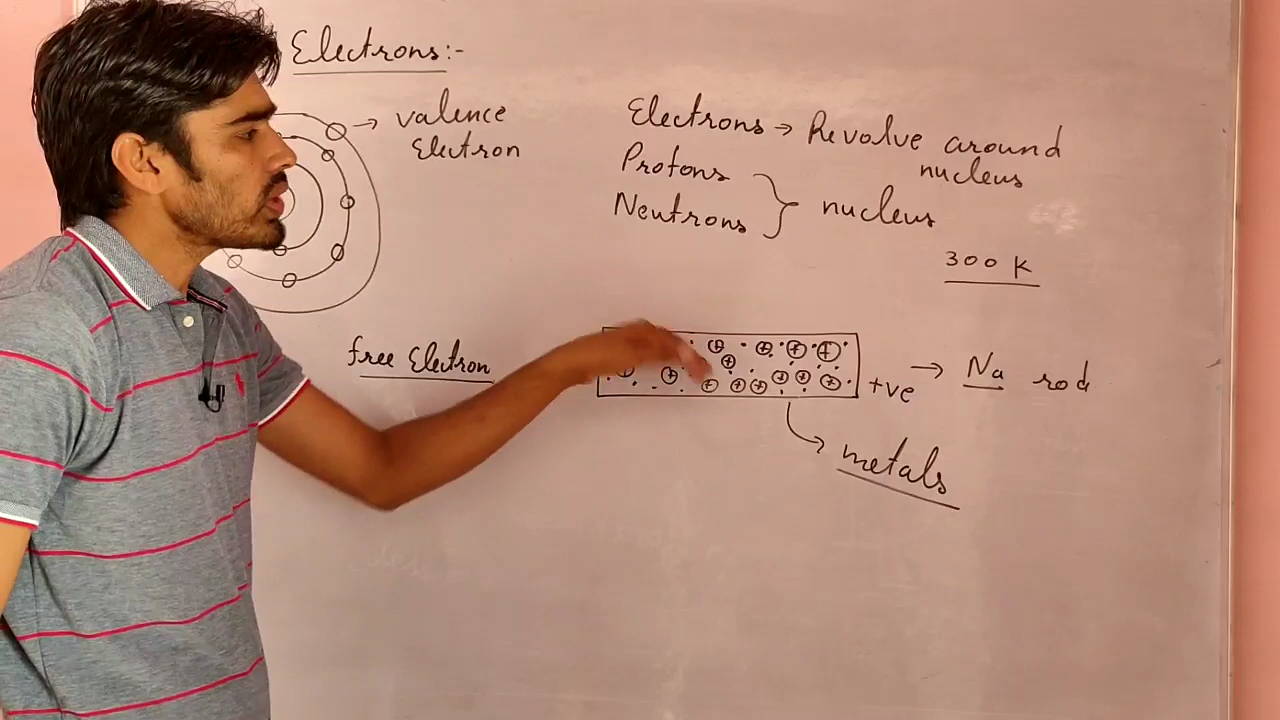 Electrons:-
valence
Electron
Electrons → Revolve around
nucleus
Protons
Neutrons
nucleus
300 K
free Electron
+ve → Na rod
metals